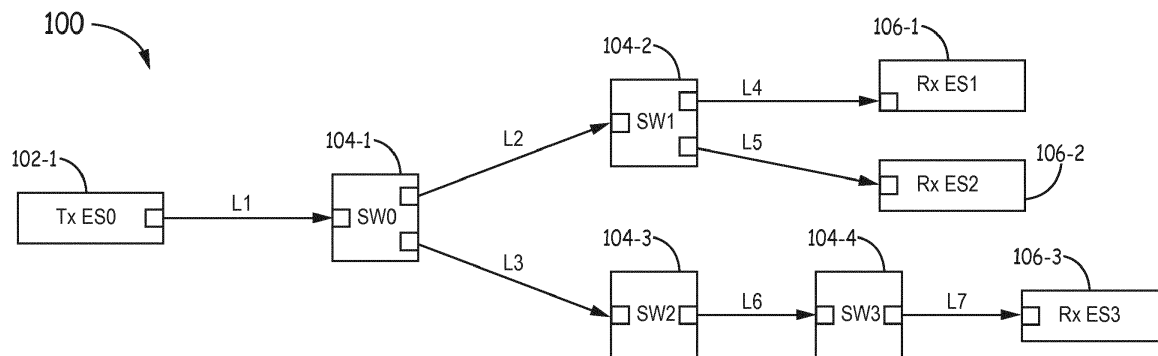 100
104-2
106-1
Rx ES1
L4
SW1
102-1
104-1
L2
L5
106-2
Rx ES2
Tx ES0
L1
SW0
104-3
104-4
106-3
L3
SW2
L6
SW3
L7
Rx ES3